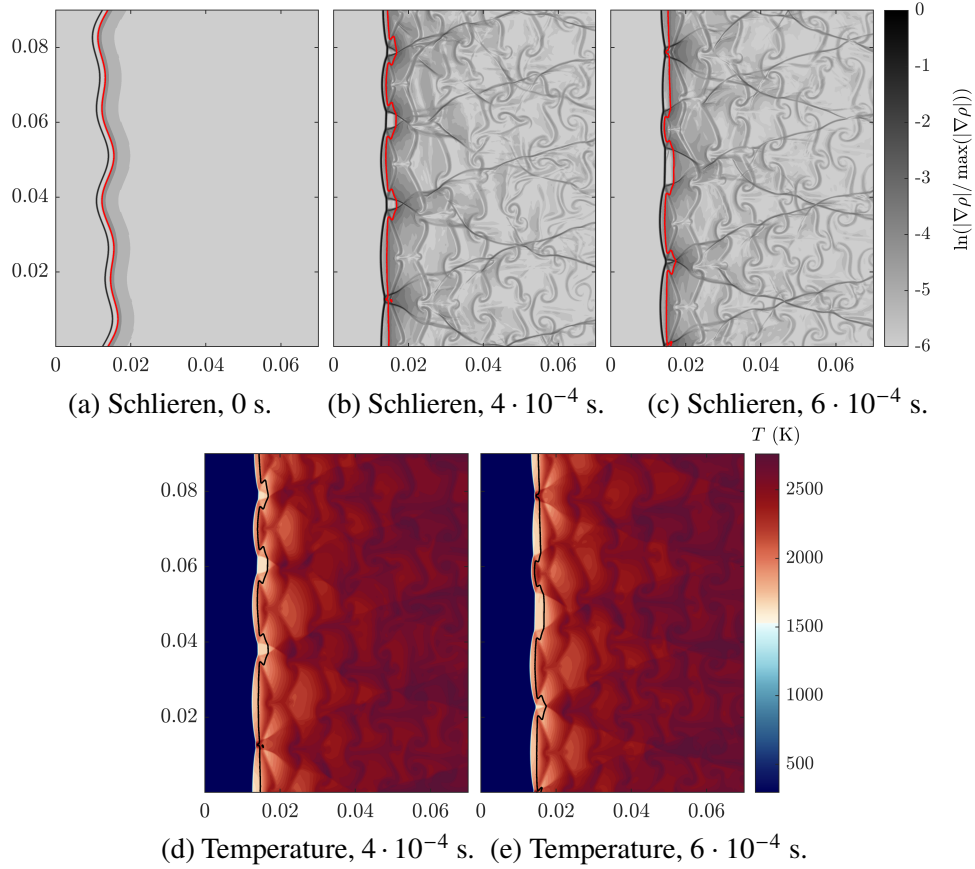 0.08
0.06
0.04
0.02
0 0.02 0.04 0.06
0 0.02 0.04 0.06
0 0.02 0.04 0.06
0
-1
-2
-3
-4
-5
-6
ln(|∇ρ|/ max(|∇ρ|))
(a) Schlieren, 0 s.
(b) Schlieren, 4 · 10⁻⁴ s.
(c) Schlieren, 6 · 10⁻⁴ s.
0.08
0.06
0.04
0.02
0 0.02 0.04 0.06
0 0.02 0.04 0.06
T (K)
2500
2000
1500
1000
500
(d) Temperature, 4 · 10⁻⁴ s.
(e) Temperature, 6 · 10⁻⁴ s.